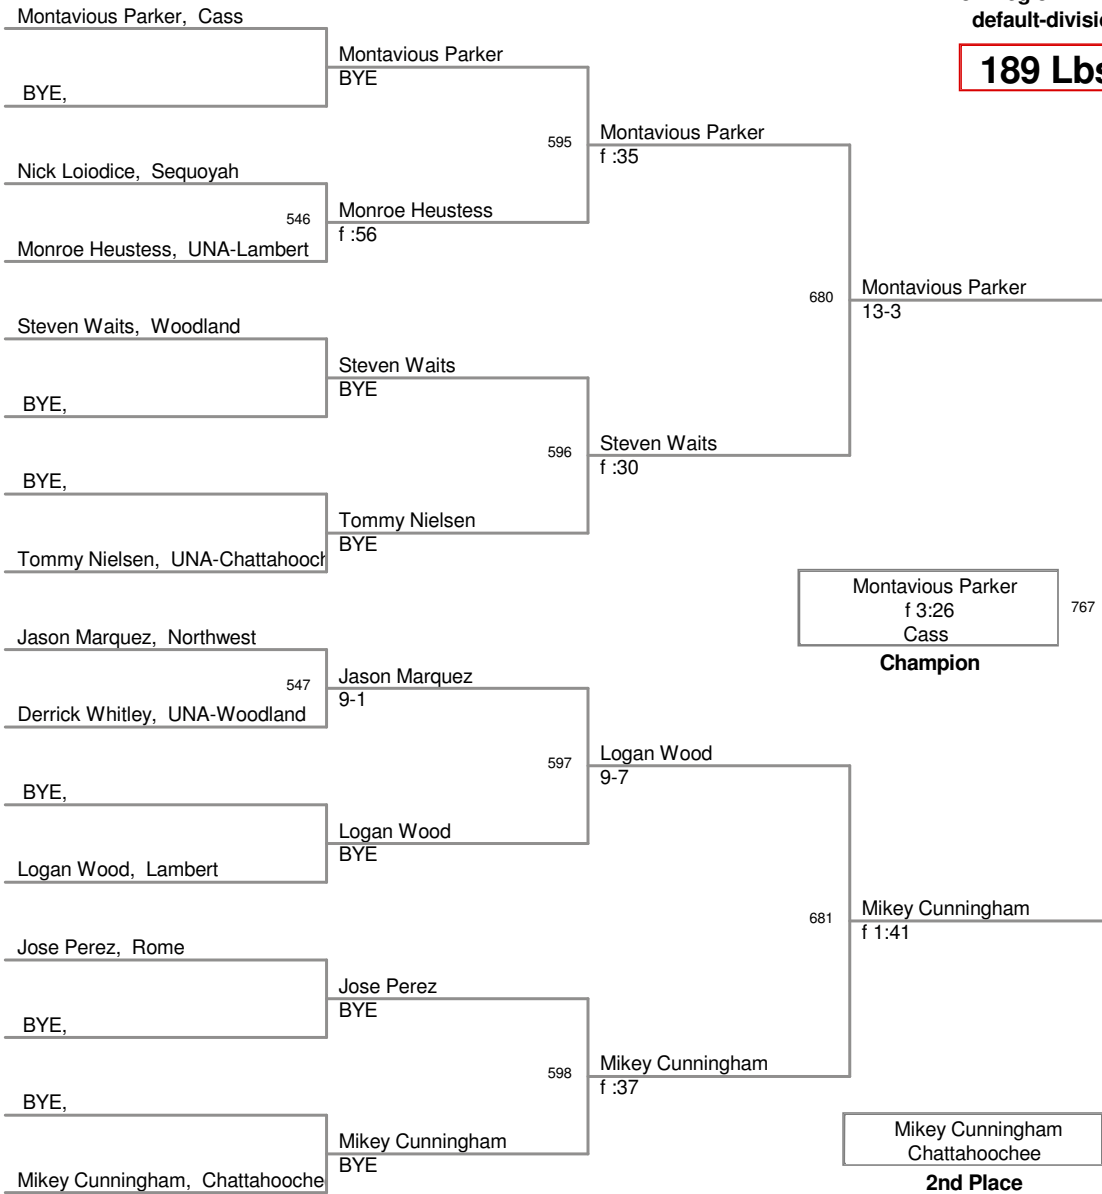 default-divisi
189 Lbs
Montavious Parker, Cass
BYE,
Montavious Parker
BYE
Nick Loiodice, Sequoyah
546
Monroe Heustess, UNA-Lambert
Monroe Heustess
f :56
595
Montavious Parker
f :35
Steven Waits, Woodland
BYE,
Steven Waits
BYE
BYE,
Tommy Nielsen, UNA-Chattahooch
Tommy Nielsen
BYE
596
Steven Waits
f :30
680
Montavious Parker
13-3
Montavious Parker
f 3:26
Cass
767
Champion
Jason Marquez, Northwest
547
Derrick Whitley, UNA-Woodland
Jason Marquez
9-1
BYE,
Logan Wood, Lambert
Logan Wood
BYE
597
Logan Wood
9-7
Jose Perez, Rome
BYE,
Jose Perez
BYE
BYE,
Mikey Cunningham, Chattahooche
Mikey Cunningham
BYE
598
Mikey Cunningham
f :37
681
Mikey Cunningham
f 1:41
Mikey Cunningham
Chattahoochee
2nd Place